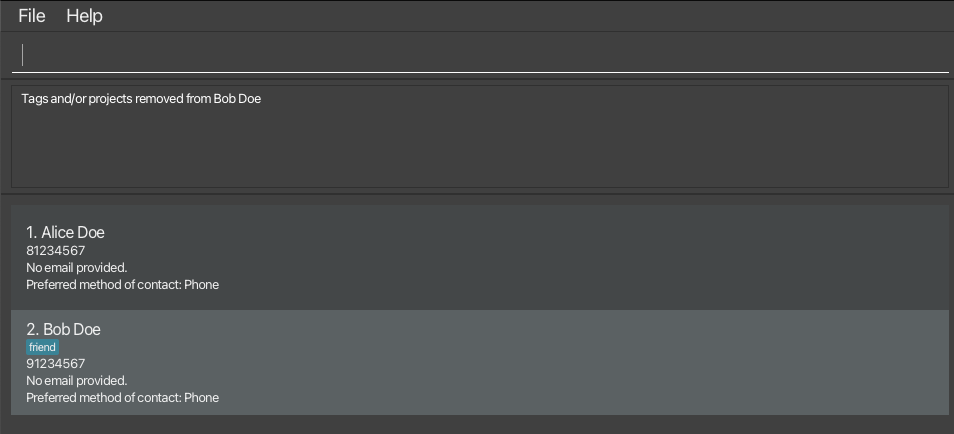 File Help
Tags and/or projects removed from Bob Doe
1. Alice Doe
81234567
No email provided.
Preferred method of contact: Phone
2. Bob Doe
friend
91234567
No email provided.
Preferred method of contact: Phone